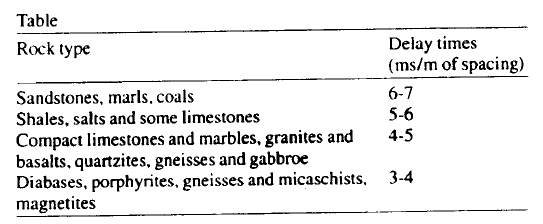 Table
Rock type Delay times
(ms/m of spacing)
Sandstones, marls, coals 6-7
Shales, salts and some limestones 5-6
Compact limestones and marbles, granites and 4-5
basalts, quartzites, gneisses and gabbroe
Diabases, porphyrites, gneisses and micaschists, 3-4
magnetites